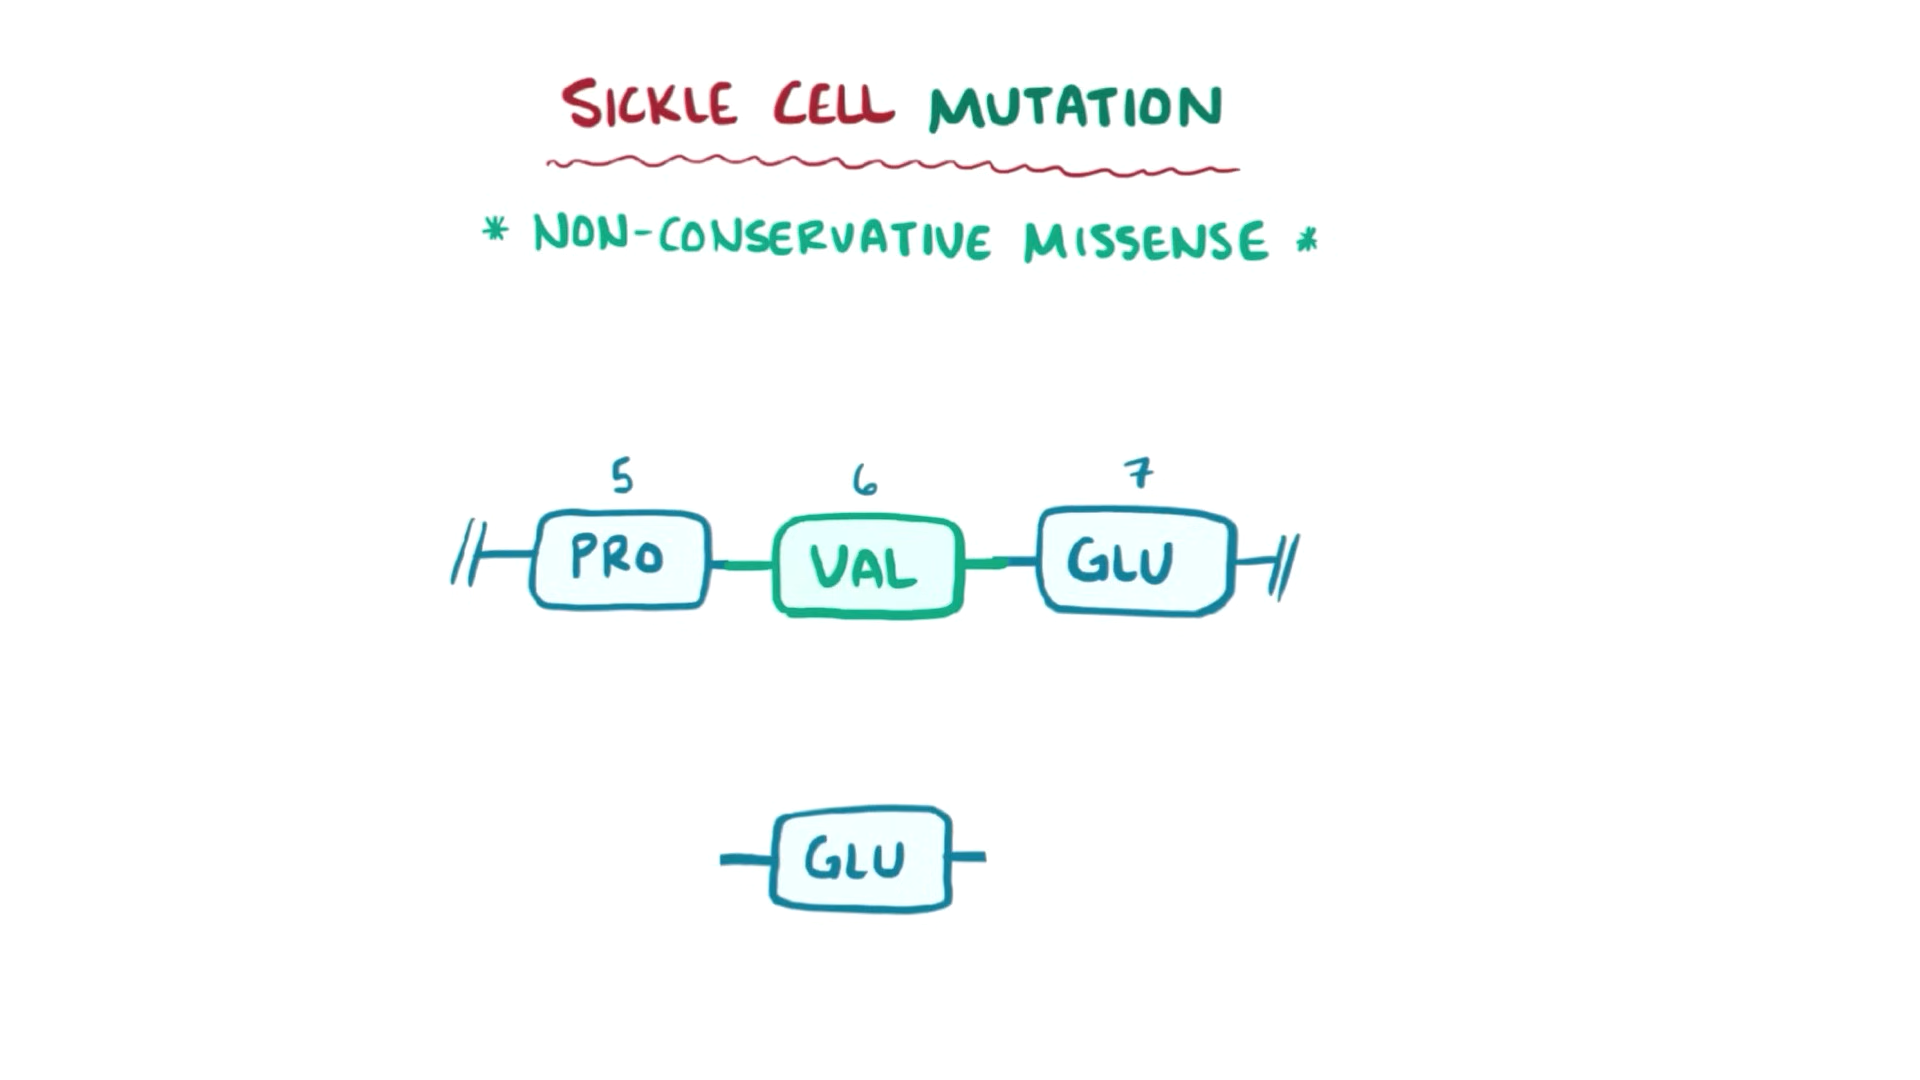 SICKLE CELL MUTATION
* NON-CONSERVATIVE MISSENSE *
5 6 7
PRO VAL GLU
GLU